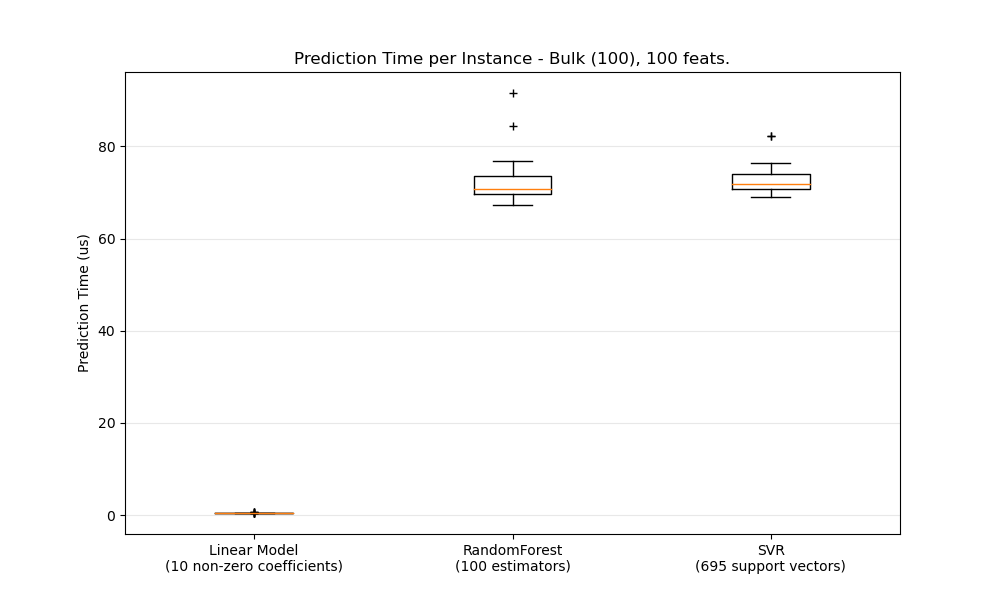 Prediction Time per Instance - Bulk (100), 100 feats.
Prediction Time (us)
80
60
40
20
0
Linear Model
(10 non-zero coefficients)
RandomForest
(100 estimators)
SVR
(695 support vectors)